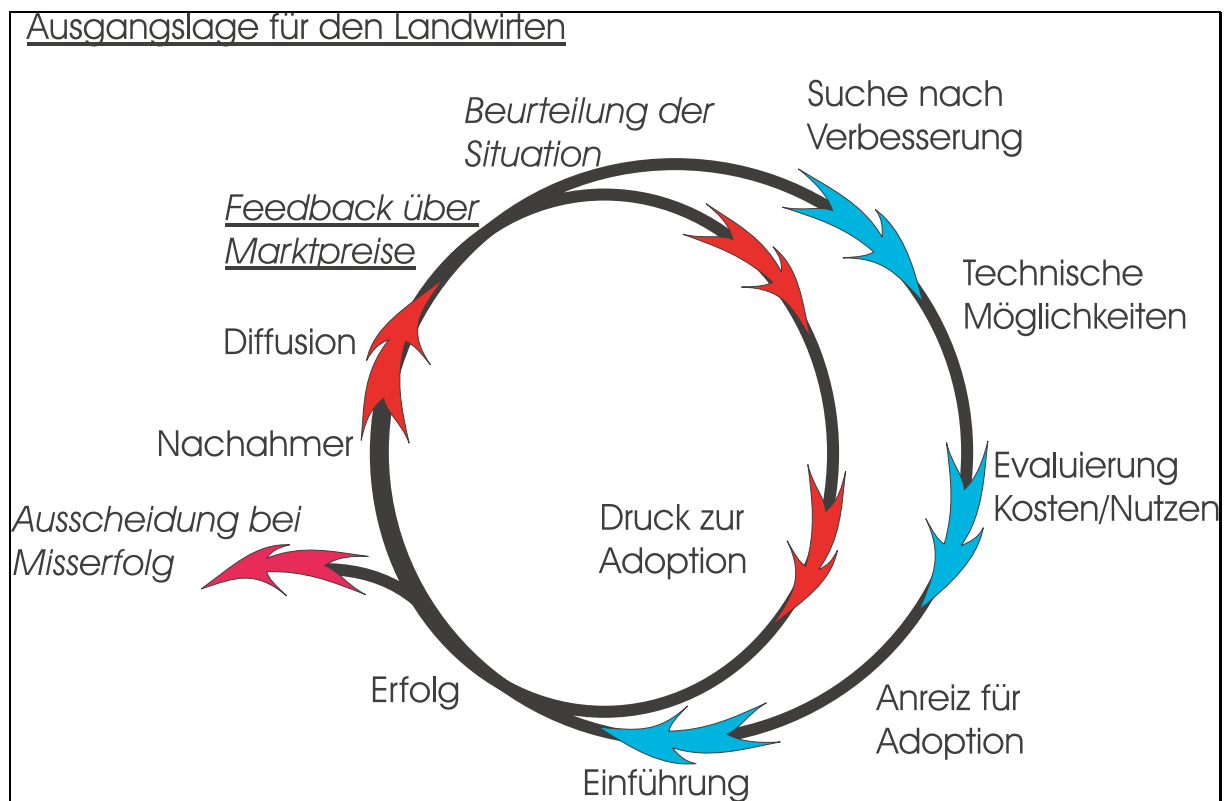 Ausgangslage für den Landwirten
Beurteilung der
Situation
Suche nach
Verbesserung
Feedback über
Marktpreise
Technische
Möglichkeiten
Diffusion
Nachahmer
Evaluierung
Kosten/Nutzen
Ausscheidung bei
Misserfolg
Druck zur
Adoption
Erfolg
Anreiz für
Adoption
Einführung